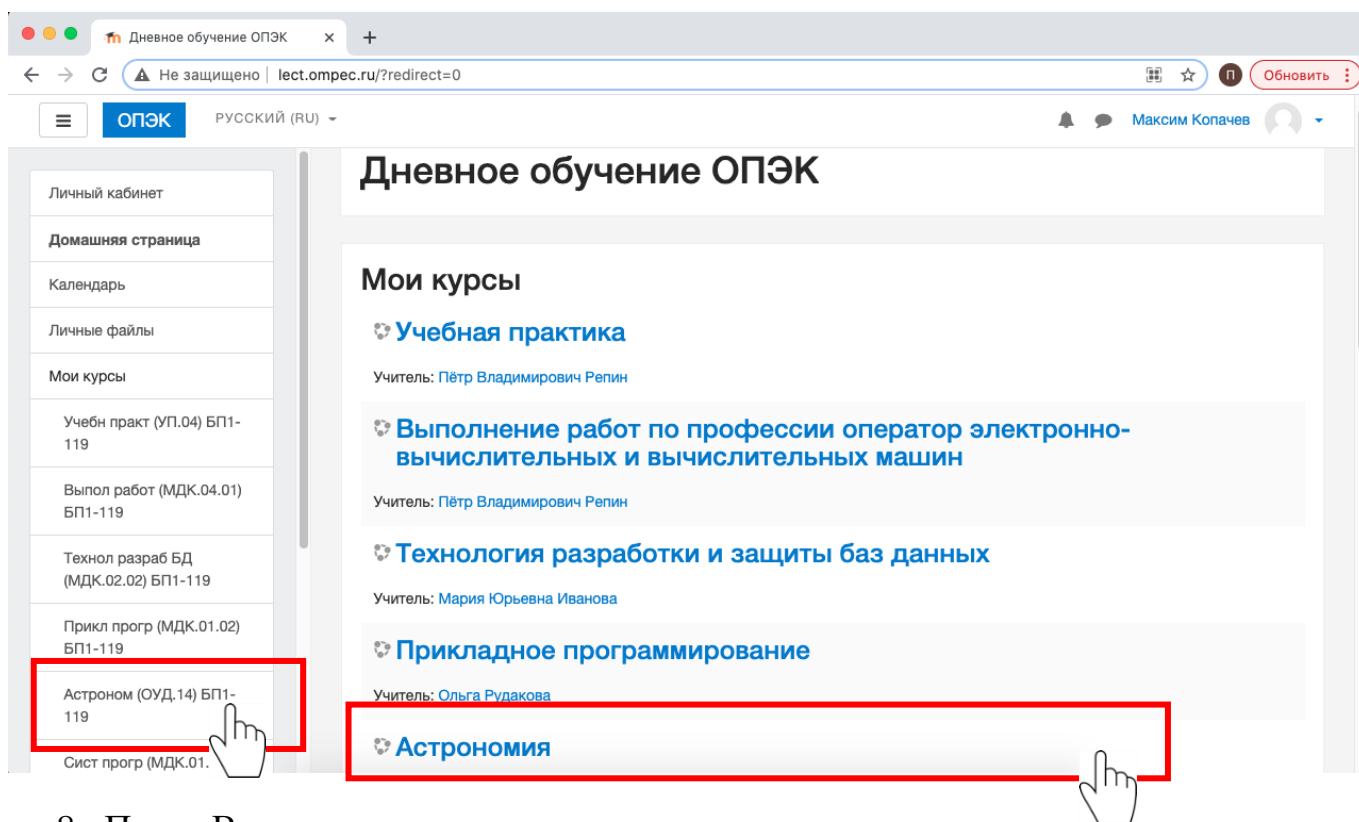 Дневное обучение ОПЭК
Не защищено | lect.ompec.ru/?redirect=0
П
Обновить
ОПЭК
РУССКИЙ (RU)
Максим Копачев
Личный кабинет
Домашняя страница
Календарь
Личные файлы
Мои курсы
Учебн практ (УП.04) БП1-
119
Выпол работ (МДК.04.01)
БП1-119
Технол разраб БД
(МДК.02.02) БП1-119
Прикл прогр (МДК.01.02)
БП1-119
Астроном (ОУД.14) БП1-
119
Сист прогр (МДК.01.
Дневное обучение ОПЭК
Мои курсы
Учебная практика
Учитель: Пётр Владимирович Репин
Выполнение работ по профессии оператор электронно-
вычислительных и вычислительных машин
Учитель: Пётр Владимирович Репин
Технология разработки и защиты баз данных
Учитель: Мария Юрьевна Иванова
Прикладное программирование
Учитель: Ольга Рудакова
Астрономия